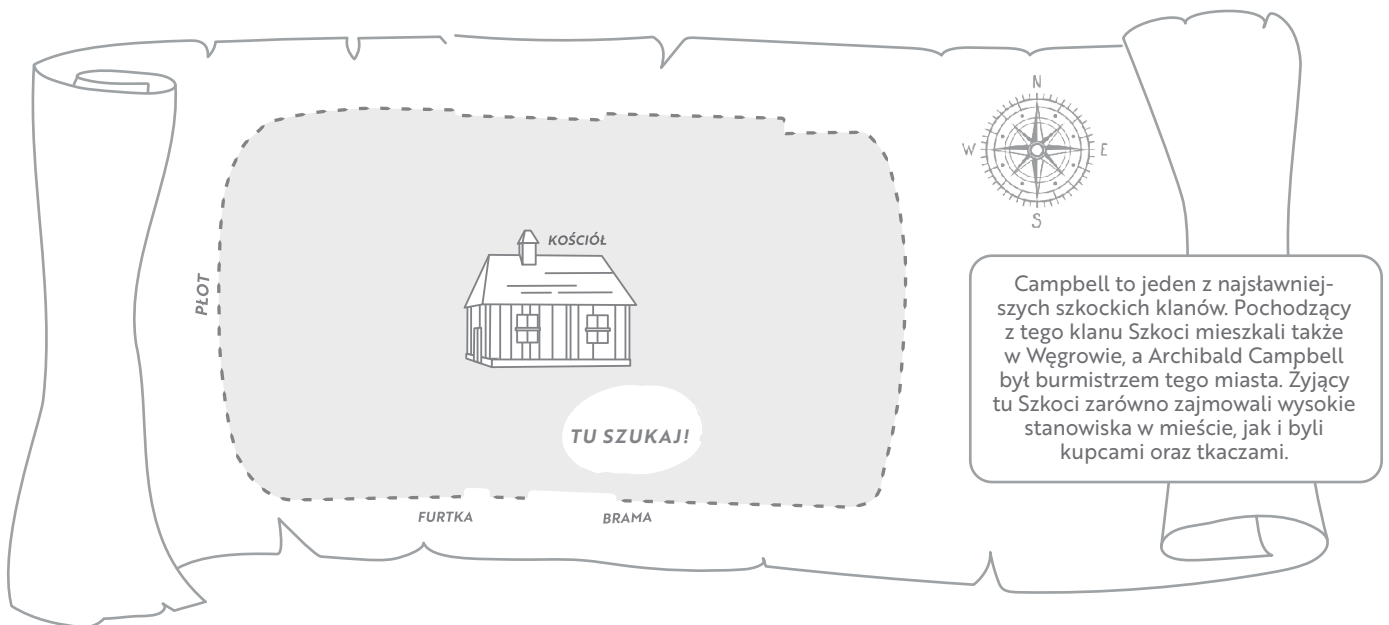 N
W E
S
KOŚCIÓŁ
PŁOT
TU SZUKAJ!
FURTKA
BRAMA
Campbell to jeden z najsławniej-
szych szkockich klanów. Pochodzący
z tego klanu Szkoci mieszkali także
w Węgrowie, a Archibald Campbell
był burmistrzem tego miasta. Żyjący
tu Szkoci zarówno zajmowali wysokie
stanowiska w mieście, jak i byli
kupcami oraz tkaczami.